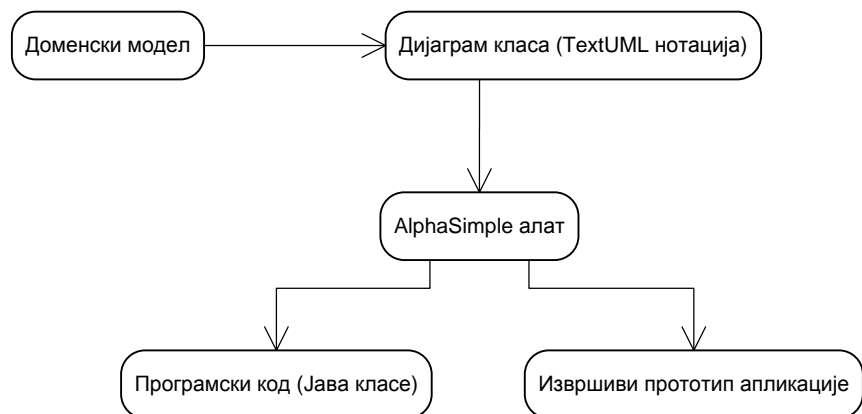 Доменски модел
Дијаграм класа (TextUML нотација)
AlphaSimple алат
Програмски код (Јава класе)
Извршиви прототип апликације